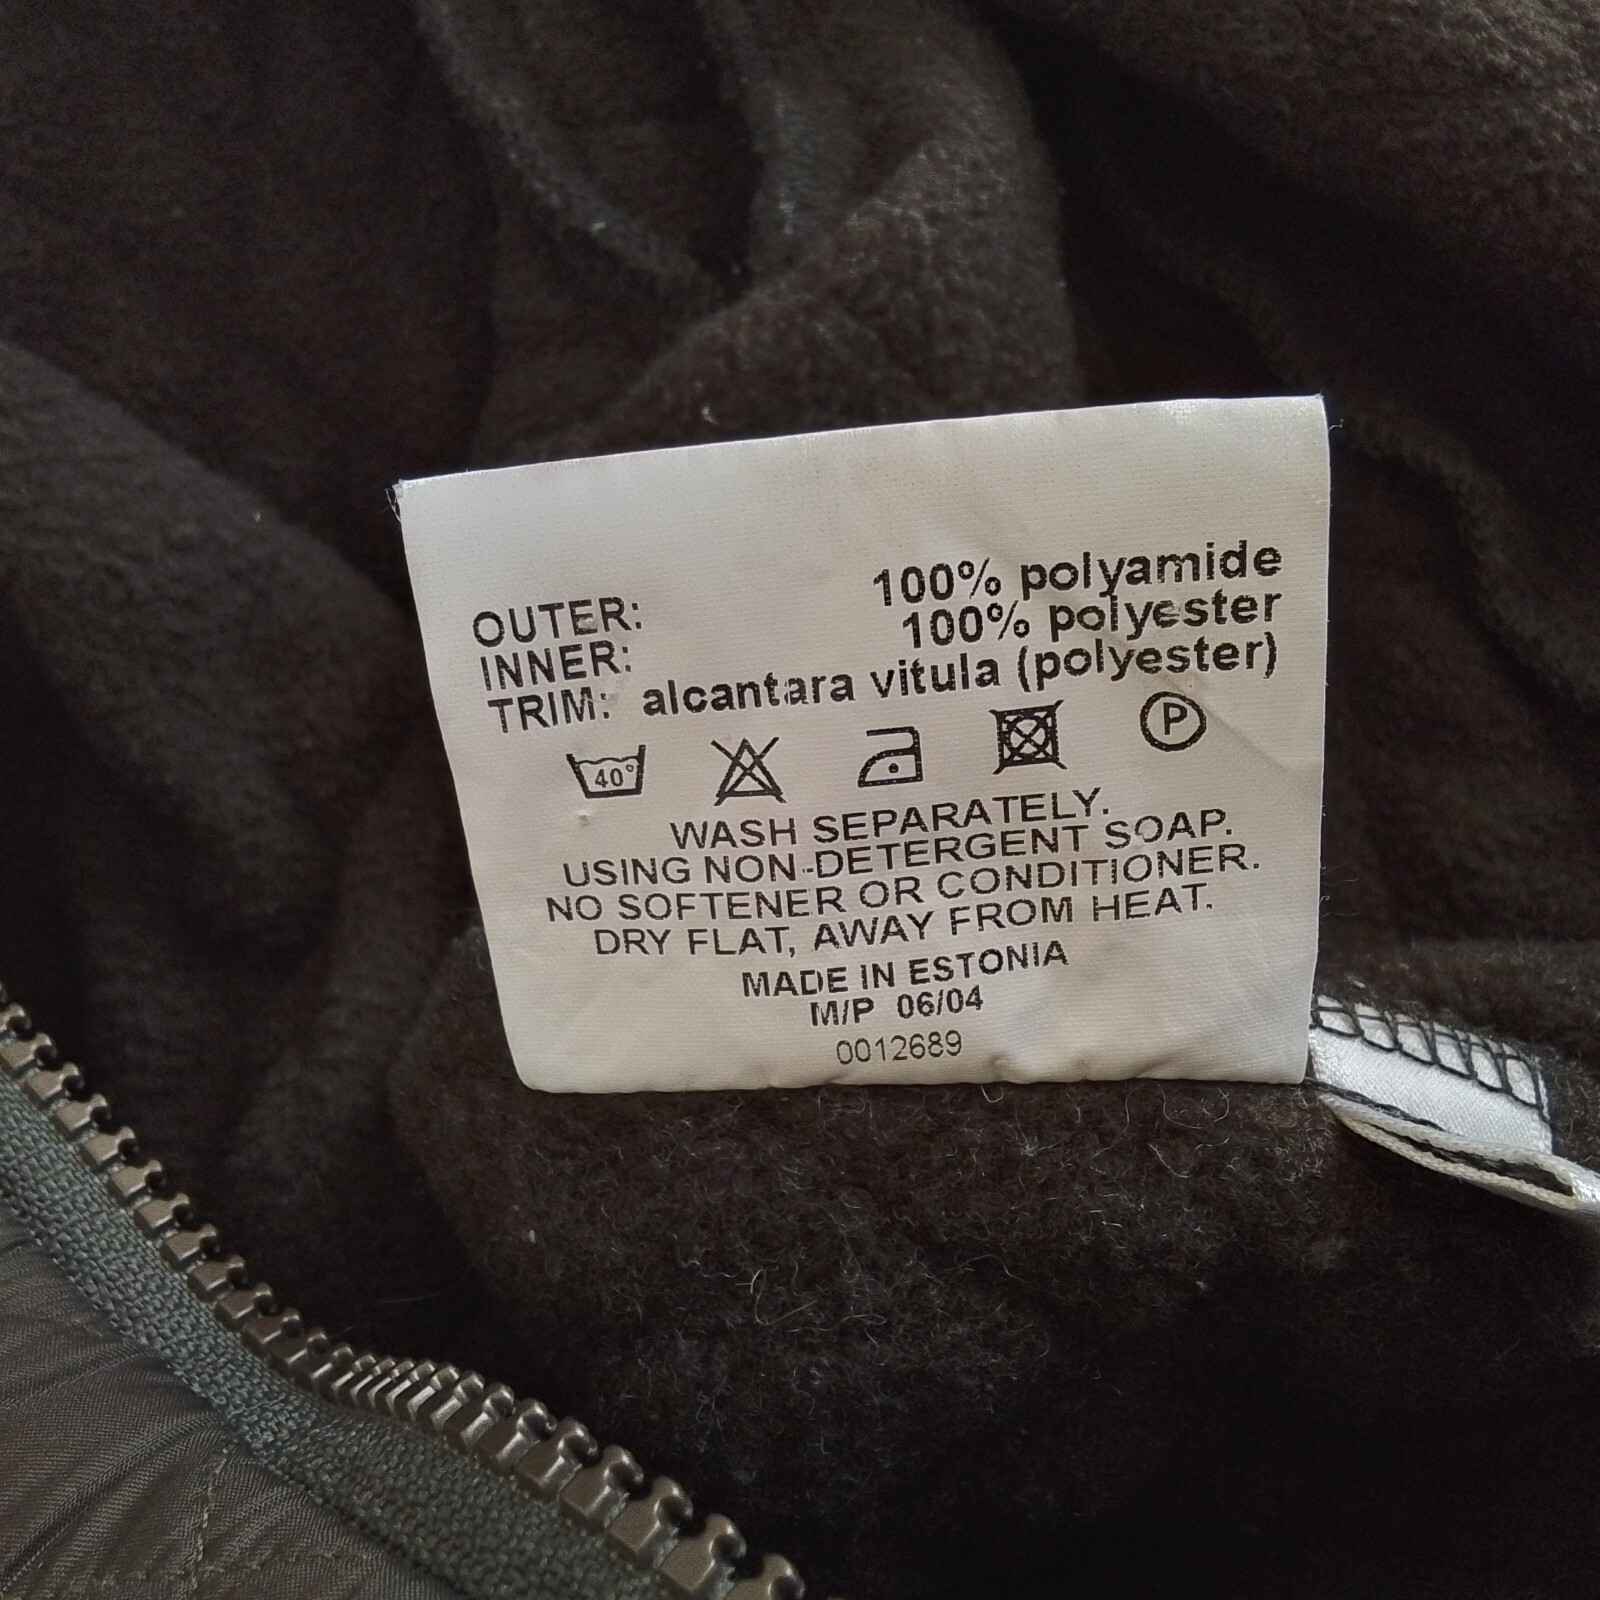 OUTER: 100% polyamide
INNER: 100% polyester
TRIM: alcantara vitula (polyester)
40° P
WASH SEPARATELY.
USING NON-DETERGENT SOAP.
NO SOFTENER OR CONDITIONER.
DRY FLAT, AWAY FROM HEAT.
MADE IN ESTONIA
M/P 06/04
0012689